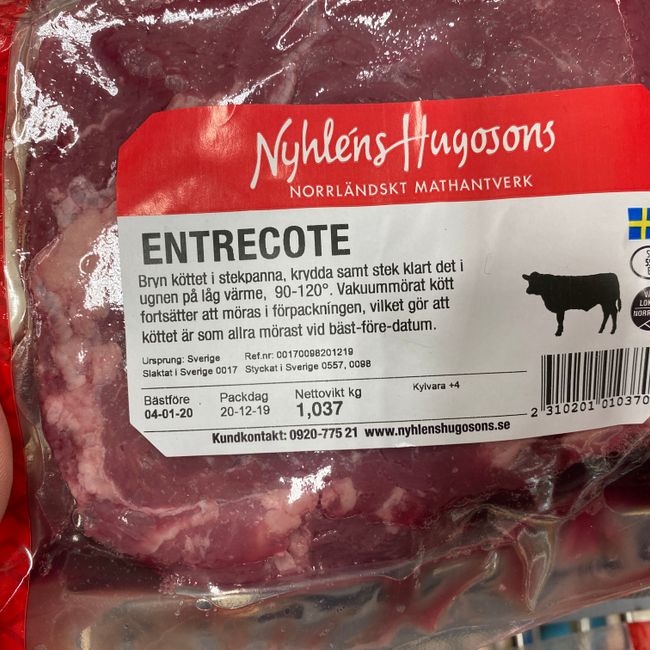 Nyhléns Hugosons
NORRLÄNDSKT MATHANTVERK
ENTRECOTE
Bryn köttet i stekpanna, krydda samt stek klart det i
ugnen på låg värme, 90-120°. Vakuummörat kött
fortsätter att möras i förpackningen, vilket gör att
köttet är som allra mörast vid bäst-före-datum.
Ursprung: Sverige Ref.nr: 00170098201219
Slaktat i Sverige 0017 Styckat i Sverige 0557, 0098
Bästföre Packdag Nettovikt kg Kylvara +4
04-01-20 20-12-19 1,037
2 310201 010370
Kundkontakt: 0920-775 21 www.nyhlenshugosons.se